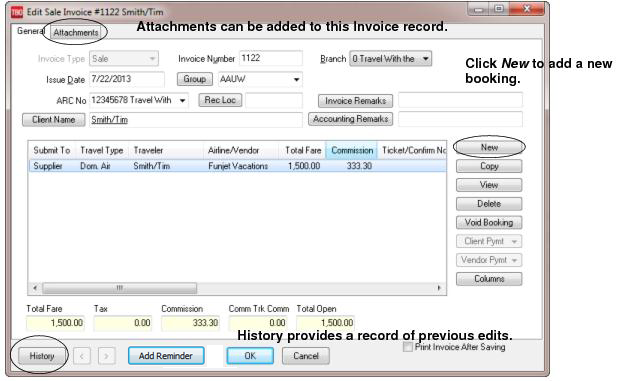 TBO Edit Sale Invoice #1122 Smith/Tim
General Attachments
Attachments can be added to this Invoice record.
Invoice Type Sale Invoice Number 1122 Branch 0 Travel With the
Click New to add a new booking.
Issue Date 7/22/2013 Group AAUW
ARC No 12345678 Travel With Rec Loc Invoice Remarks
Client Name Smith/Tim Accounting Remarks
Submit To Travel Type Traveler Airline/Vendor Total Fare Commission Ticket/Confirm No
Supplier Dom. Air Smith/Tim Funjet Vacations 1,500.00 333.30
New
Copy
View
Delete
Void Booking
Client Pymt
Vendor Pymt
Columns
Total Fare Tax Commission Comm Trk Comm Total Open
1,500.00 0.00 333.30 0.00 1,500.00
History provides a record of previous edits.
Print Invoice After Saving
History < > Add Reminder OK Cancel